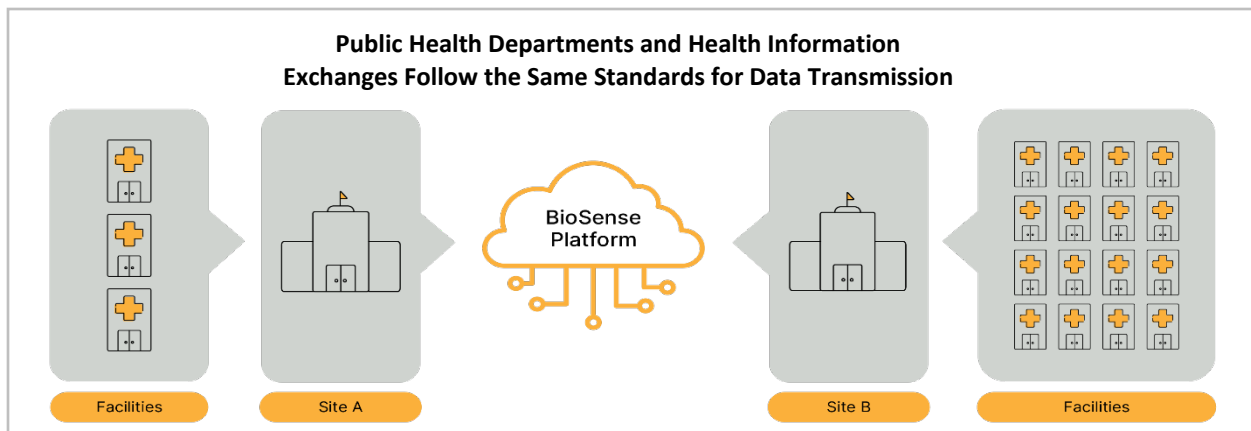 Public Health Departments and Health Information
Exchanges Follow the Same Standards for Data Transmission
BioSense
Platform
Facilities
Site A
Site B
Facilities